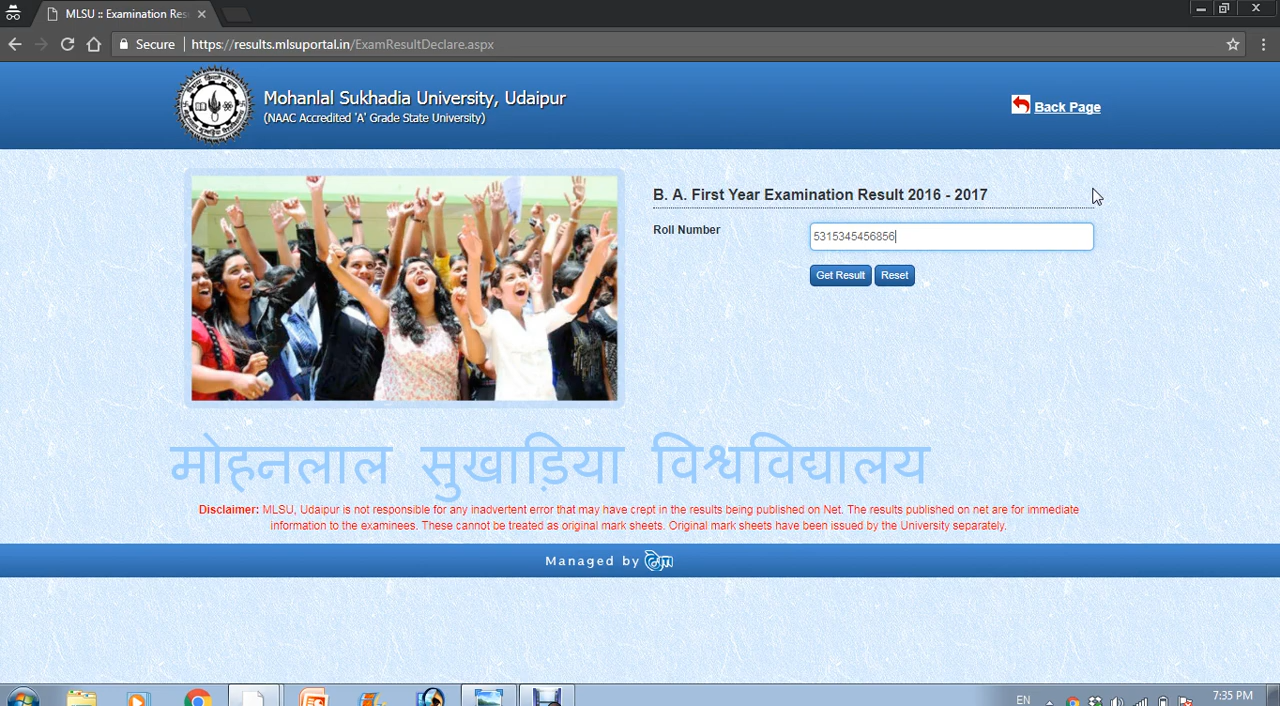 MLSU :: Examination Res
Secure
https://results.mlsuportal.in/ExamResultDeclare.aspx
Mohanlal Sukhadia University, Udaipur
(NAAC Accredited 'A' Grade State University)
Back Page
B. A. First Year Examination Result 2016 - 2017
Roll Number
5315345456856
Get Result Reset
मोहनलाल सुखाड़िया विश्वविद्यालय
Disclaimer: MLSU, Udaipur is not responsible for any inadvertent error that may have crept in the results being published on Net. The results published on net are for immediate
information to the examinees. These cannot be treated as original mark sheets. Original mark sheets have been issued by the University separately.
Managed by
EN
7:35 PM